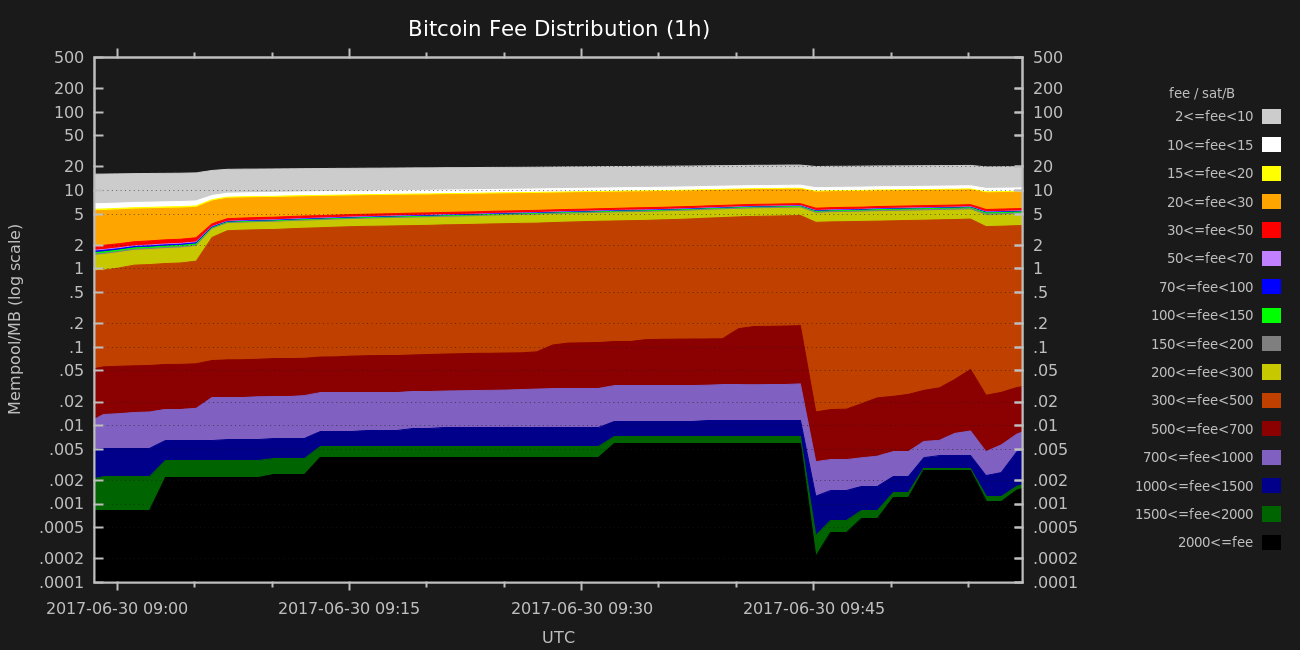 Bitcoin Fee Distribution (1h)
Mempool/MB (log scale)
500
200
100
50
20
10
5
2
1
.5
.2
.1
.05
.02
.01
.005
.002
.001
.0005
.0002
.0001
500
200
100
50
20
10
5
2
1
.5
.2
.1
.05
.02
.01
.005
.002
.001
.0005
.0002
.0001
2017-06-30 09:00 2017-06-30 09:15 2017-06-30 09:30 2017-06-30 09:45
UTC
fee / sat/B
2<=fee<10
10<=fee<15
15<=fee<20
20<=fee<30
30<=fee<50
50<=fee<70
70<=fee<100
100<=fee<150
150<=fee<200
200<=fee<300
300<=fee<500
500<=fee<700
700<=fee<1000
1000<=fee<1500
1500<=fee<2000
2000<=fee